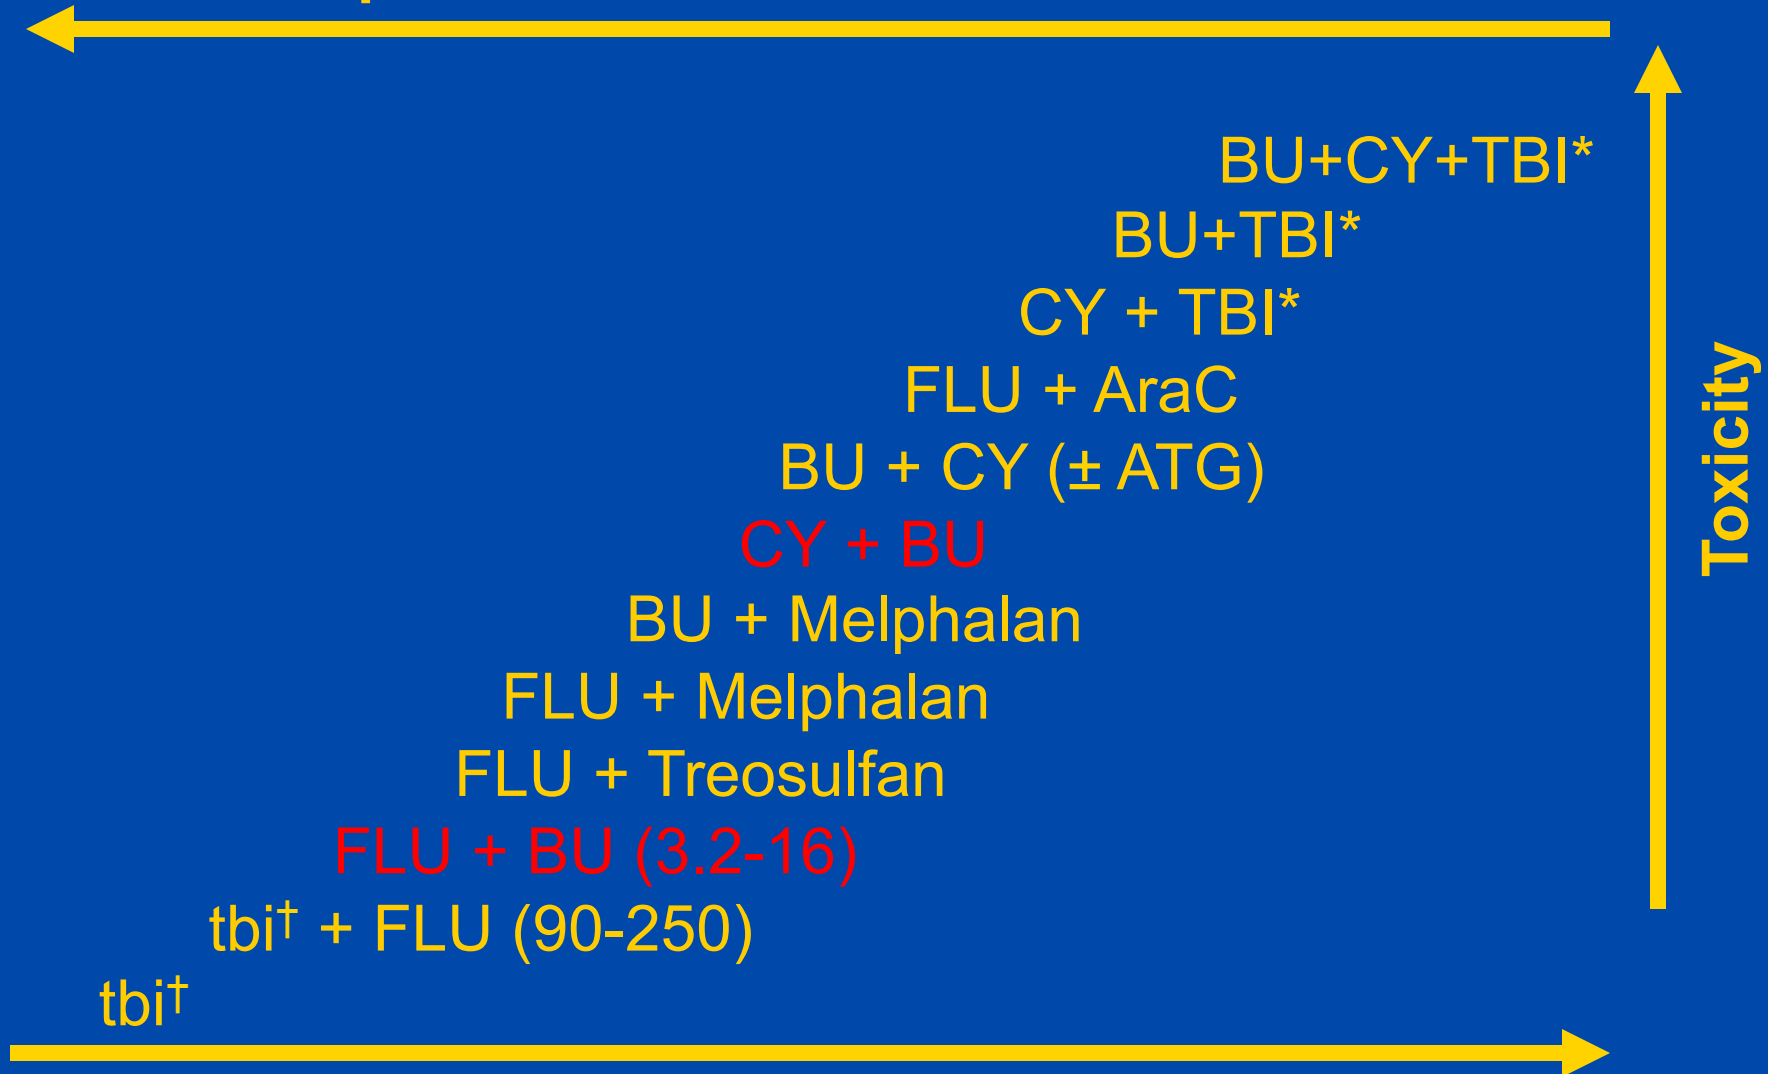 BU+CY+TBI*
BU+TBI*
CY + TBI*
FLU + AraC
BU + CY (± ATG)
CY + BU
BU + Melphalan
FLU + Melphalan
FLU + Treosulfan
FLU + BU (3.2-16)
tbi† + FLU (90-250)
tbi†
Toxicity